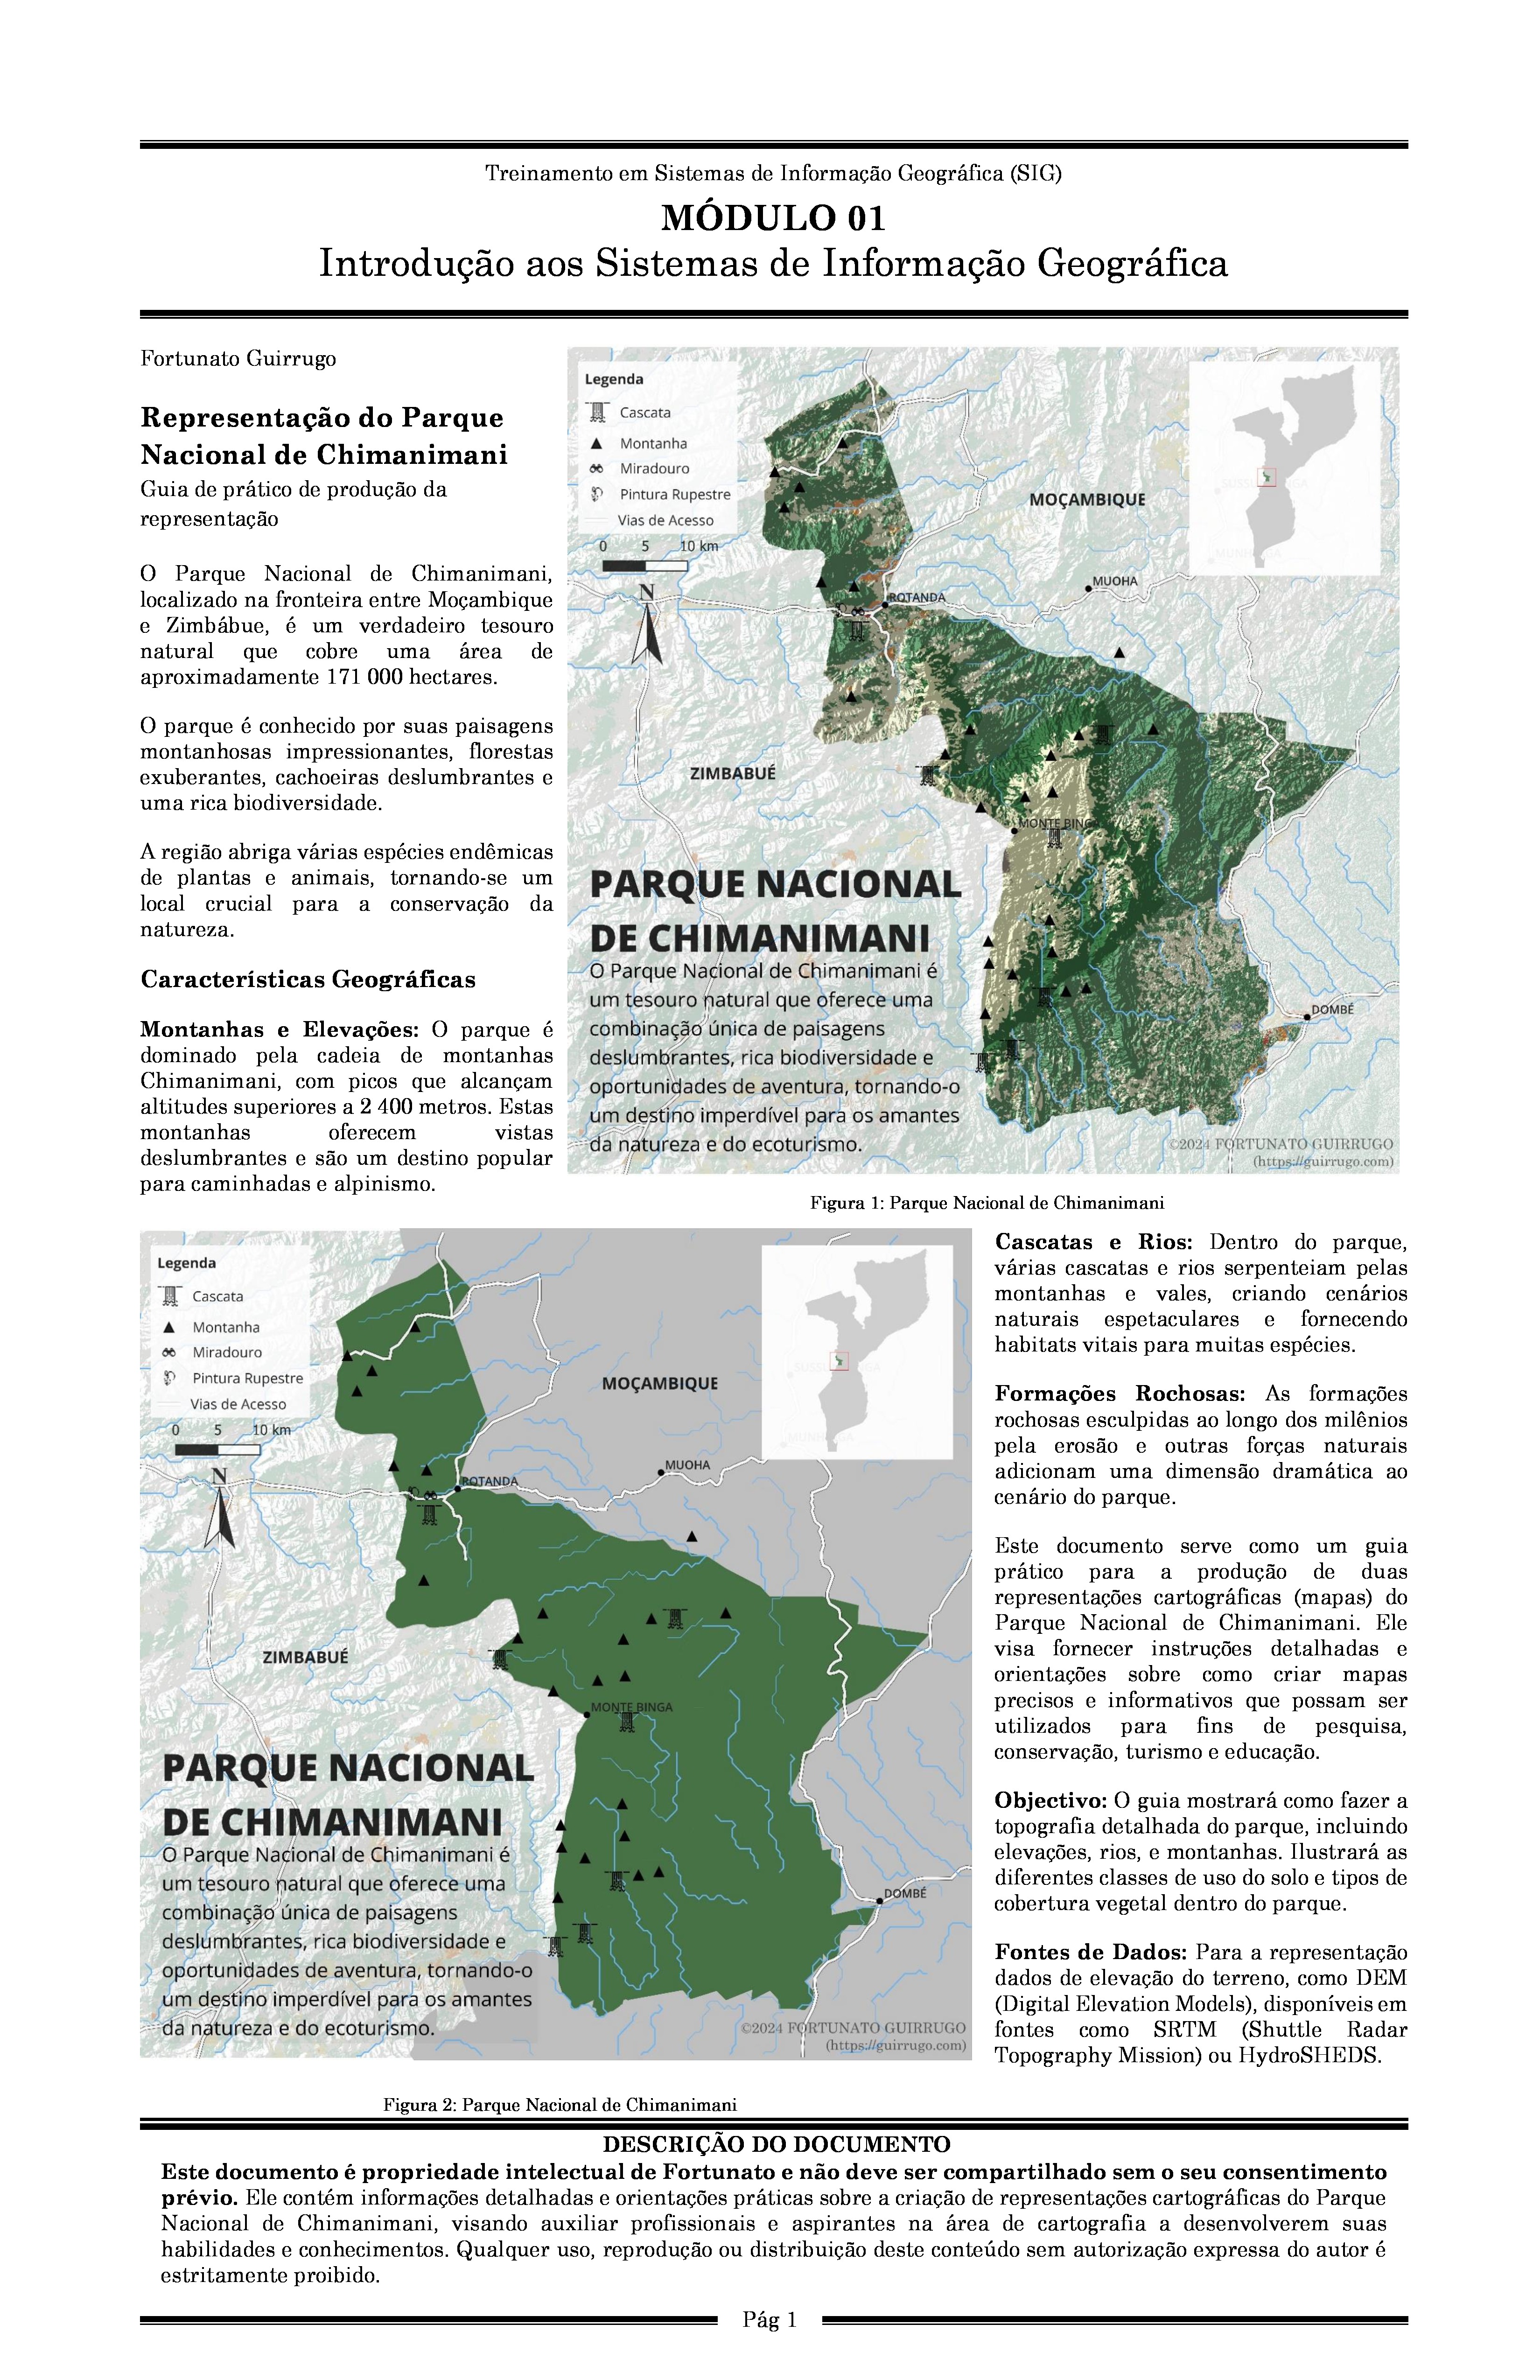 Treinamento em Sistemas de Informação Geográfica (SIG)
MÓDULO 01
Introdução aos Sistemas de Informação Geográfica
Fortunato Guirrugo
Representação do Parque
Nacional de Chimanimani
Guia de prático de produção da
representação
O Parque Nacional de Chimanimani,
localizado na fronteira entre Moçambique
e Zimbábue, é um verdadeiro tesouro
natural que cobre uma área de
aproximadamente 171 000 hectares.
O parque é conhecido por suas paisagens
montanhosas impressionantes, florestas
exuberantes, cachoeiras deslumbrantes e
uma rica biodiversidade.
A região abriga várias espécies endêmicas
de plantas e animais, tornando-se um
local crucial para a conservação da
natureza.
Características Geográficas
Montanhas e Elevações: O parque é
dominado pela cadeia de montanhas
Chimanimani, com picos que alcançam
altitudes superiores a 2 400 metros. Estas
montanhas oferecem vistas
deslumbrantes e são um destino popular
para caminhadas e alpinismo.
Legenda
Cascata
Montanha
Miradouro
Pintura Rupestre
Vias de Acesso
0 5 10 km
N
MOÇAMBIQUE
MUOHA
ROTANDA
ZIMBABUÉ
MONTE BINGA
DOMBÉ
PARQUE NACIONAL
DE CHIMANIMANI
O Parque Nacional de Chimanimani é
um tesouro natural que oferece uma
combinação única de paisagens
deslumbrantes, rica biodiversidade e
oportunidades de aventura, tornando-o
um destino imperdível para os amantes
da natureza e do ecoturismo.
©2024 FORTUNATO GUIRRUGO
(https://guirrugo.com)
Figura 1: Parque Nacional de Chimanimani
Legenda
Cascata
Montanha
Miradouro
Pintura Rupestre
Vias de Acesso
0 5 10 km
N
MOÇAMBIQUE
MUOHA
ROTANDA
ZIMBABUÉ
MONTE BINGA
DOMBÉ
PARQUE NACIONAL
DE CHIMANIMANI
O Parque Nacional de Chimanimani é
um tesouro natural que oferece uma
combinação única de paisagens
deslumbrantes, rica biodiversidade e
oportunidades de aventura, tornando-o
um destino imperdível para os amantes
da natureza e do ecoturismo.
©2024 FORTUNATO GUIRRUGO
(https://guirrugo.com)
Figura 2: Parque Nacional de Chimanimani
Cascatas e Rios: Dentro do parque,
várias cascatas e rios serpenteiam pelas
montanhas e vales, criando cenários
naturais espetaculares e fornecendo
habitats vitais para muitas espécies.
Formações Rochosas: As formações
rochosas esculpidas ao longo dos milênios
pela erosão e outras forças naturais
adicionam uma dimensão dramática ao
cenário do parque.
Este documento serve como um guia
prático para a produção de duas
representações cartográficas (mapas) do
Parque Nacional de Chimanimani. Ele
visa fornecer instruções detalhadas e
orientações sobre como criar mapas
precisos e informativos que possam ser
utilizados para fins de pesquisa,
conservação, turismo e educação.
Objectivo: O guia mostrará como fazer a
topografia detalhada do parque, incluindo
elevações, rios, e montanhas. Ilustrará as
diferentes classes de uso do solo e tipos de
cobertura vegetal dentro do parque.
Fontes de Dados: Para a representação
dados de elevação do terreno, como DEM
(Digital Elevation Models), disponíveis em
fontes como SRTM (Shuttle Radar
Topography Mission) ou HydroSHEDS.
DESCRIÇÃO DO DOCUMENTO
Este documento é propriedade intelectual de Fortunato e não deve ser compartilhado sem o seu consentimento
prévio. Ele contém informações detalhadas e orientações práticas sobre a criação de representações cartográficas do Parque
Nacional de Chimanimani, visando auxiliar profissionais e aspirantes na área de cartografia a desenvolverem suas
habilidades e conhecimentos. Qualquer uso, reprodução ou distribuição deste conteúdo sem autorização expressa do autor é
estritamente proibido.
Pág 1